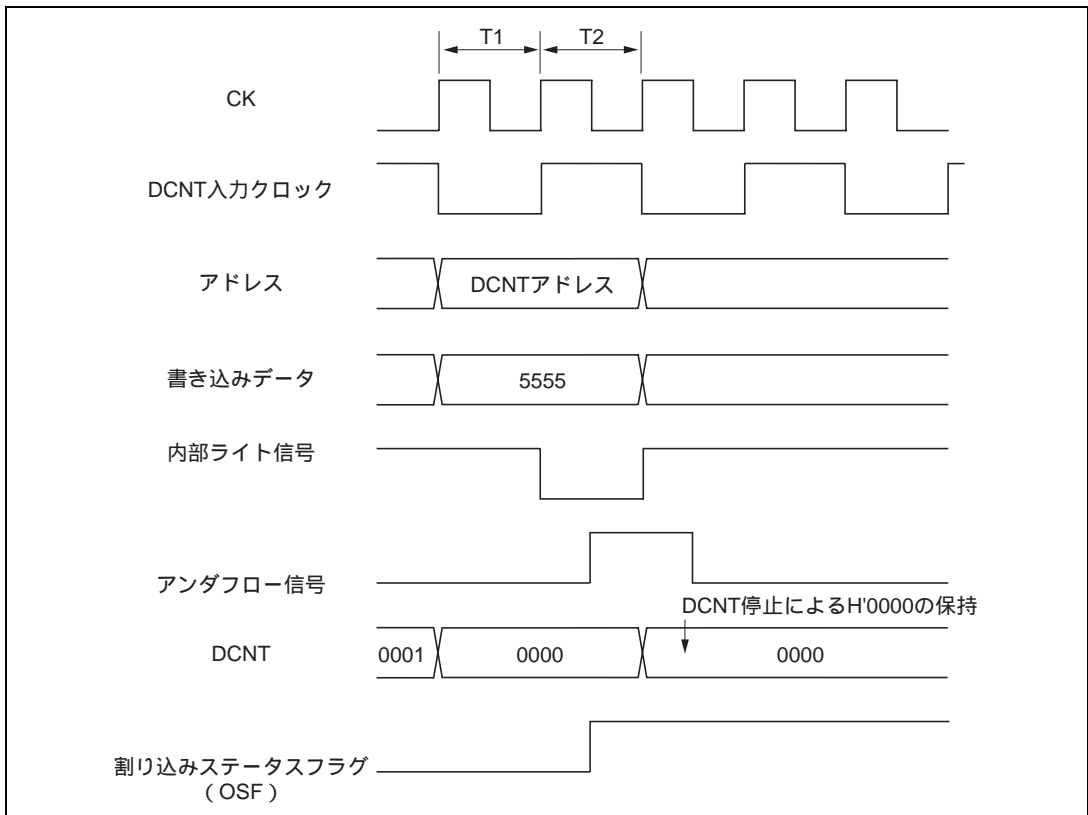 T1 T2
CK
DCNT入力クロック
アドレス DCNTアドレス
書き込みデータ 5555
内部ライト信号
アンダフロー信号
DCNT停止によるH'0000の保持
DCNT 0001 0000 0000
割り込みステータスフラグ
（OSF）